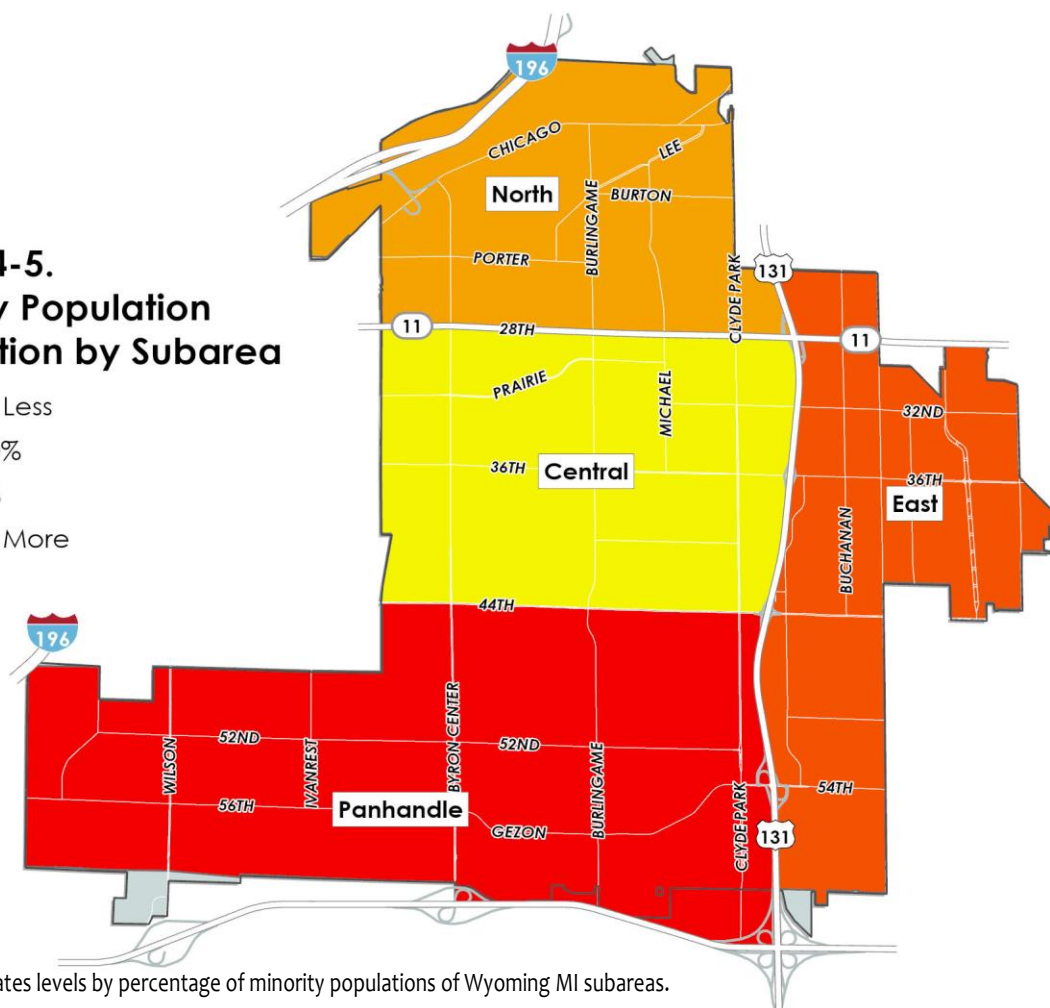 196
CHICAGO
LEE
North
BURLINGAME
BURTON
4-5.
PORTER
131
y Population
CLYDE PARK
11
28TH
11
tion by Subarea
PRAIRIE
MICHAEL
Less
32ND
%
36TH
Central
36TH
East
More
BUCHANAN
44TH
196
WILSON
52ND
IVANREST
BYRON CENTER
52ND
BURLINGAME
CLYDE PARK
54TH
56TH
Panhandle
GEZON
131
ates levels by percentage of minority populations of Wyoming MI subareas.